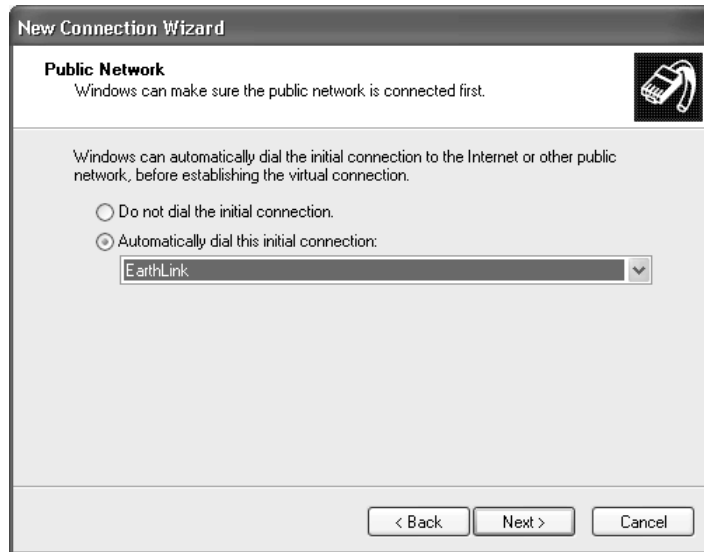 New Connection Wizard
Public Network
Windows can make sure the public network is connected first.
Windows can automatically dial the initial connection to the Internet or other public
network, before establishing the virtual connection.
Do not dial the initial connection.
Automatically dial this initial connection:
EarthLink
< Back
Next >
Cancel